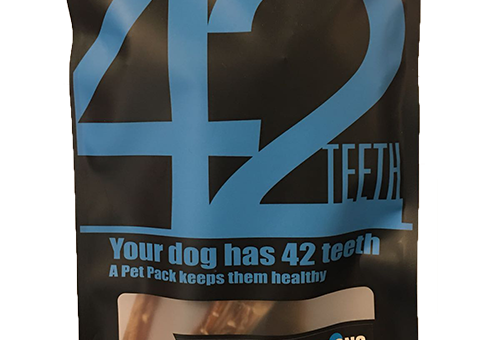 42
TEETH
Your dog has 42 teeth
A Pet Pack keeps them healthy